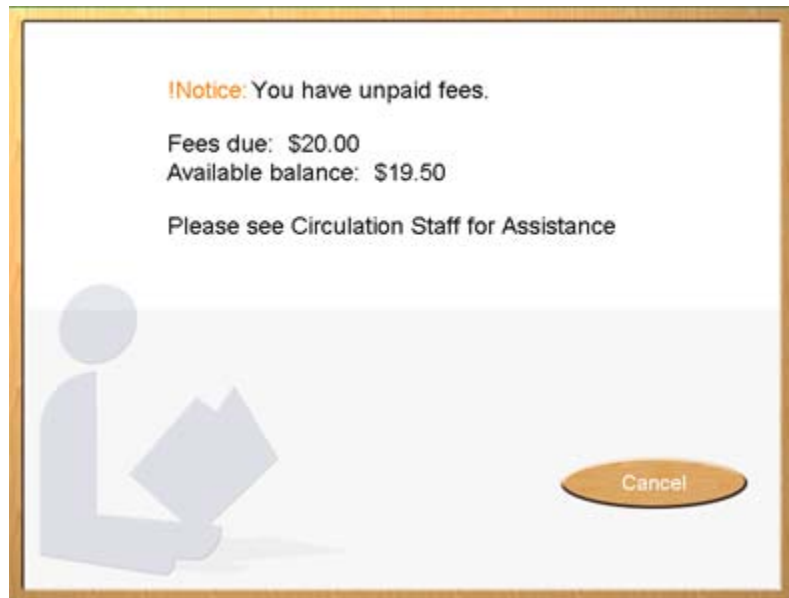 !Notice: You have unpaid fees.
Fees due: $20.00
Available balance: $19.50
Please see Circulation Staff for Assistance
Cancel